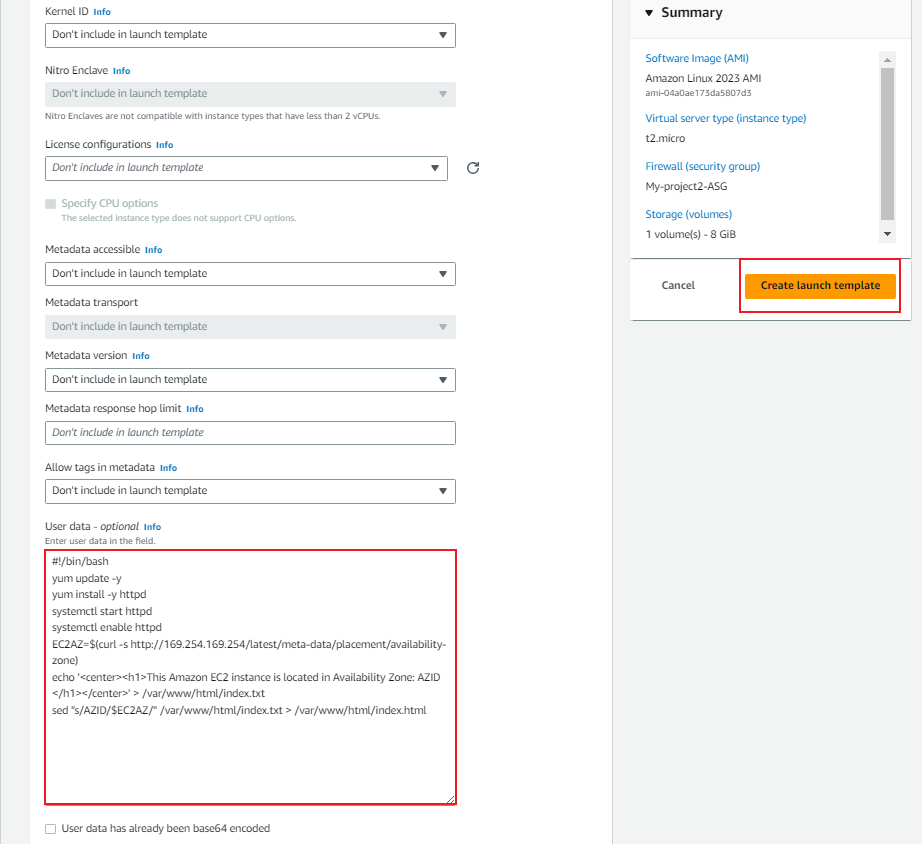 Kernel ID Info
Don't include in launch template
Nitro Enclave Info
Don't include in launch template
Nitro Enclaves are not compatible with instance types that have less than 2 vCPUs.
License configurations Info
Don't include in launch template
Specify CPU options
The selected instance type does not support CPU options.
Metadata accessible Info
Don't include in launch template
Metadata transport
Don't include in launch template
Metadata version Info
Don't include in launch template
Metadata response hop limit Info
Don't include in launch template
Allow tags in metadata Info
Don't include in launch template
User data - optional Info
Enter user data in the field.
#!/bin/bash
yum update -y
yum install -y httpd
systemctl start httpd
systemctl enable httpd
EC2AZ=$(curl -s http://169.254.169.254/latest/meta-data/placement/availability-
zone)
echo '<center><h1>This Amazon EC2 instance is located in Availability Zone: AZID
</h1></center>' > /var/www/html/index.txt
sed "s/AZID/$EC2AZ/" /var/www/html/index.txt > /var/www/html/index.html
User data has already been base64 encoded
Summary
Software Image (AMI)
Amazon Linux 2023 AMI
ami-04a0ae173da5807d3
Virtual server type (instance type)
t2.micro
Firewall (security group)
My-project2-ASG
Storage (volumes)
1 volume(s) - 8 GiB
Cancel
Create launch template